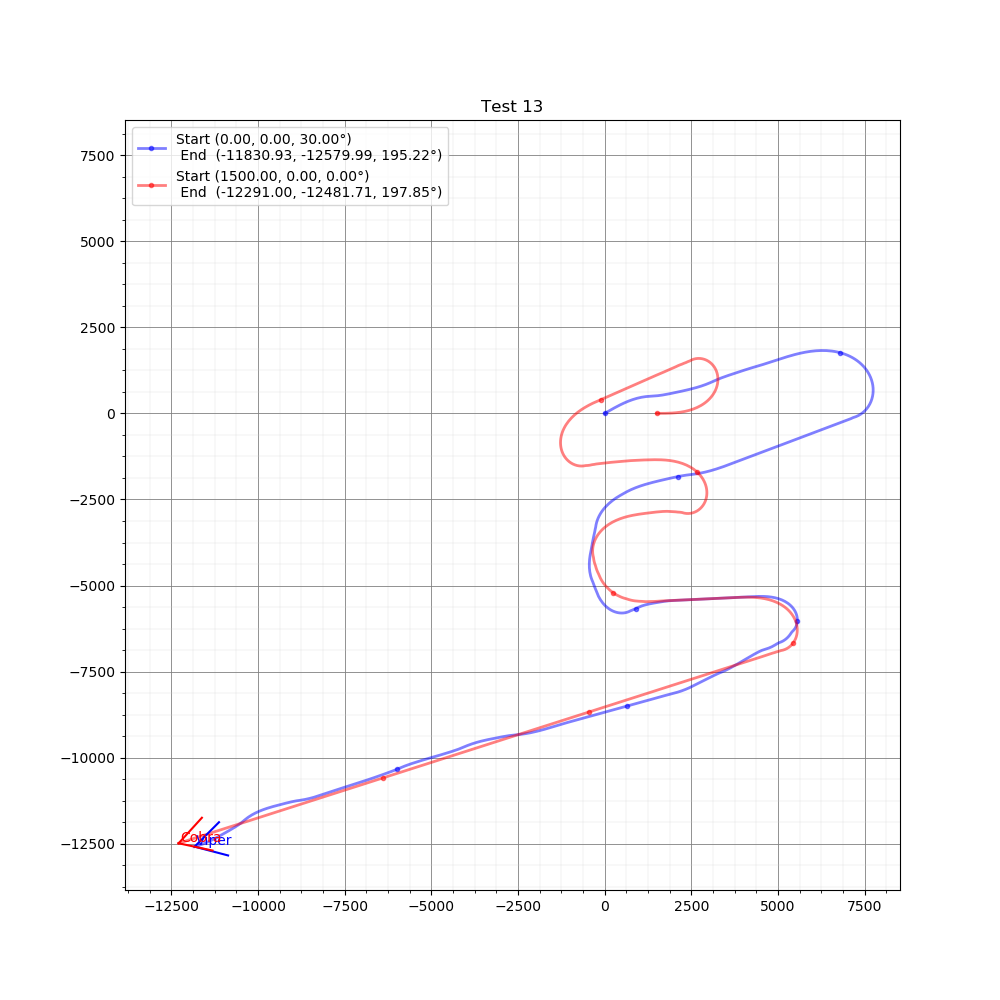 Test 13
Start (0.00, 0.00, 30.00°)
End (-11830.93, -12579.99, 195.22°)
Start (1500.00, 0.00, 0.00°)
End (-12291.00, -12481.71, 197.85°)
7500
5000
2500
0
−2500
−5000
−7500
−10000
−12500
−12500 −10000 −7500 −5000 −2500 0 2500 5000 7500